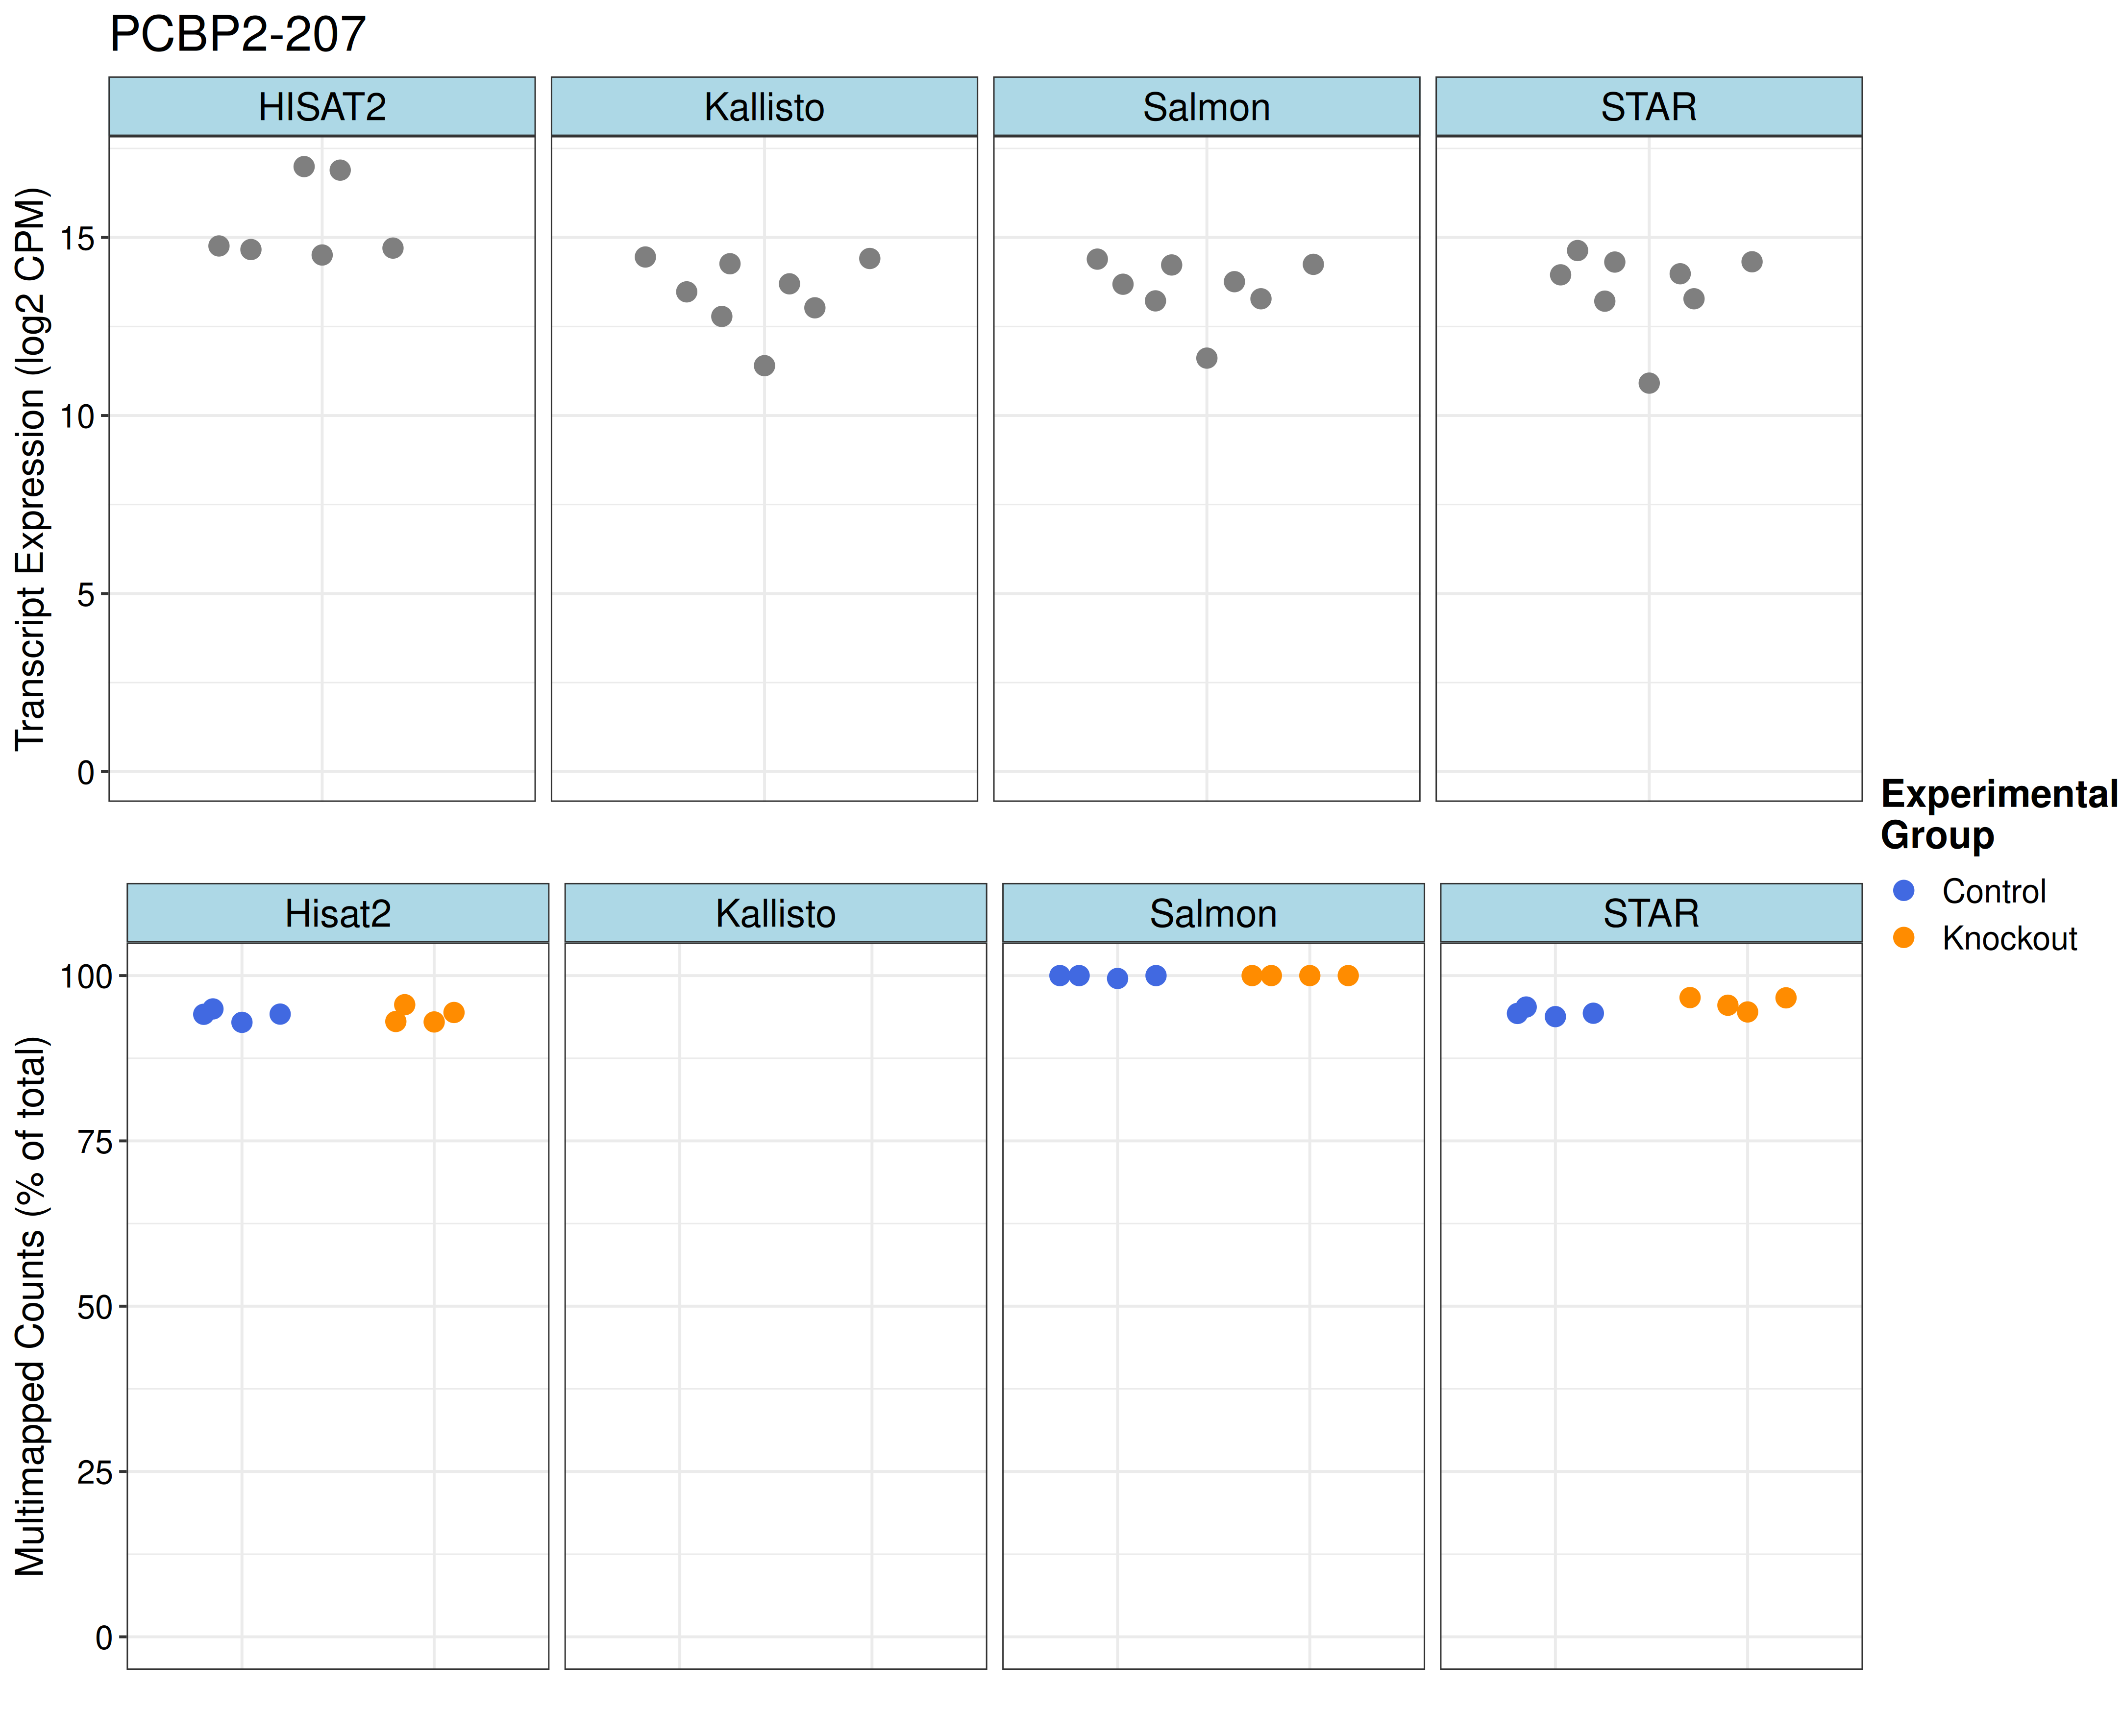 PCBP2-207
HISAT2
Kallisto
Salmon
STAR
Transcript Expression (log2 CPM)
15
10
5
0
Experimental
Group
Control
Knockout
Hisat2
Kallisto
Salmon
STAR
Multimapped Counts (% of total)
100
75
50
25
0